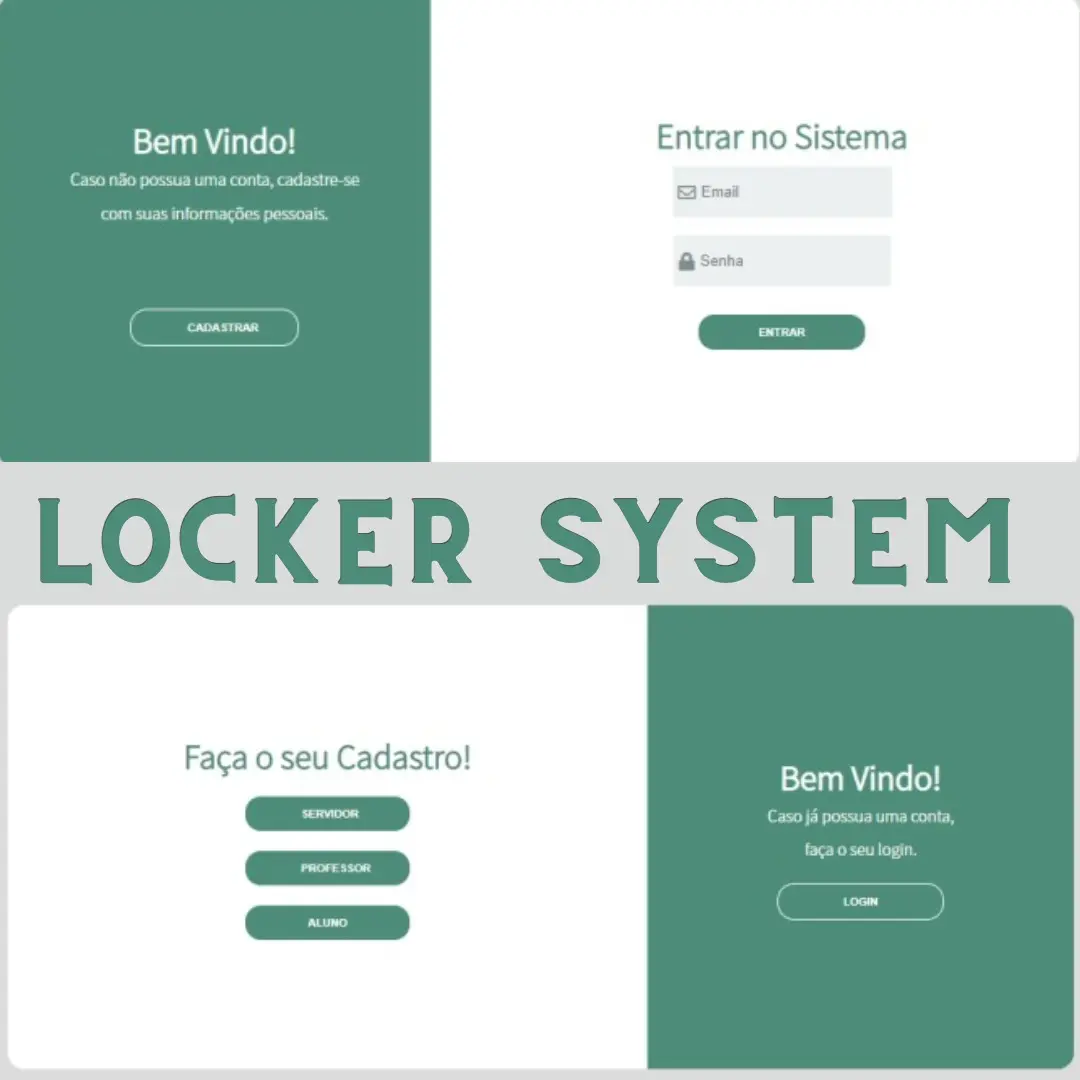 Bem Vindo!
Caso não possua uma conta, cadastre-se
com suas informações pessoais.
CADASTRAR
Entrar no Sistema
Email
Senha
ENTRAR
LOCKER SYSTEM
Faça o seu Cadastro!
SERVIDOR
PROFESSOR
ALUNO
Bem Vindo!
Caso já possua uma conta,
faça o seu login.
LOGIN